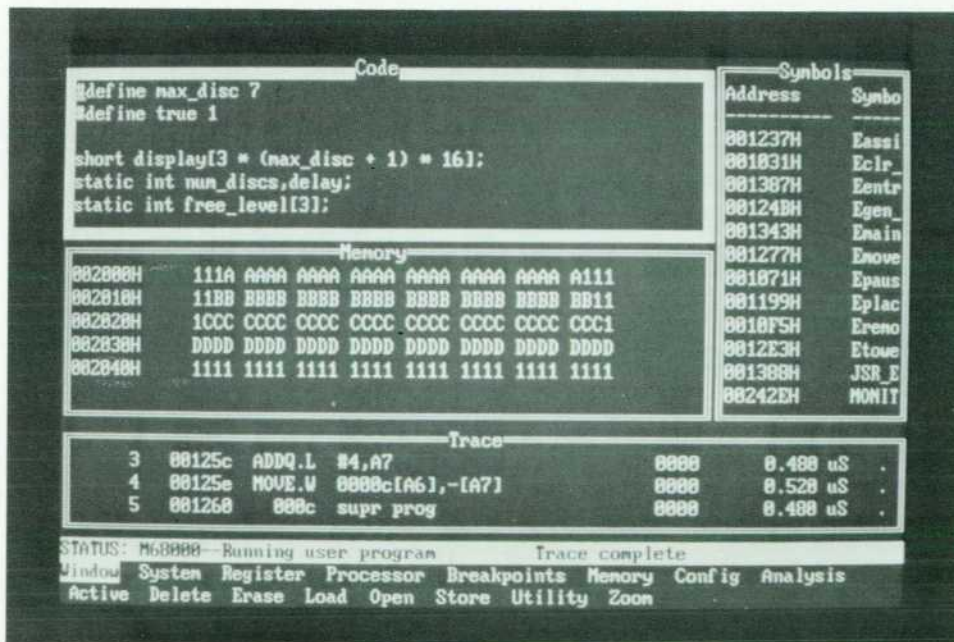 Code
#define max_disc 7
#define true 1
short display[3 * (max_disc + 1) * 16];
static int num_discs,delay;
static int free_level[3];
Symbols
Address Symbo
---------- -----
001237H Eassi
001031H Eclr_
001387H Eentr
00124BH Egen_
001343H Emain
001277H Emove
001071H Epaus
001199H Eplac
0010F5H Eremo
0012E3H Etowe
001388H JSR_E
00242EH MONIT
Memory
002000H 111A AAAA AAAA AAAA AAAA AAAA AAAA A111
002010H 11BB BBBB BBBB BBBB BBBB BBBB BBBB BB11
002020H 1CCC CCCC CCCC CCCC CCCC CCCC CCCC CCC1
002030H DDDD DDDD DDDD DDDD DDDD DDDD DDDD DDDD
002040H 1111 1111 1111 1111 1111 1111 1111 1111
Trace
3 00125c ADDQ.L #4,A7 0000 0.480 uS .
4 00125e MOVE.W 0000c[A6],-[A7] 0000 0.520 uS .
5 001260 000c supr prog 0000 0.480 uS .
STATUS: M68000--Running user program Trace complete
Window System Register Processor Breakpoints Memory Config Analysis
Active Delete Erase Load Open Store Utility Zoom